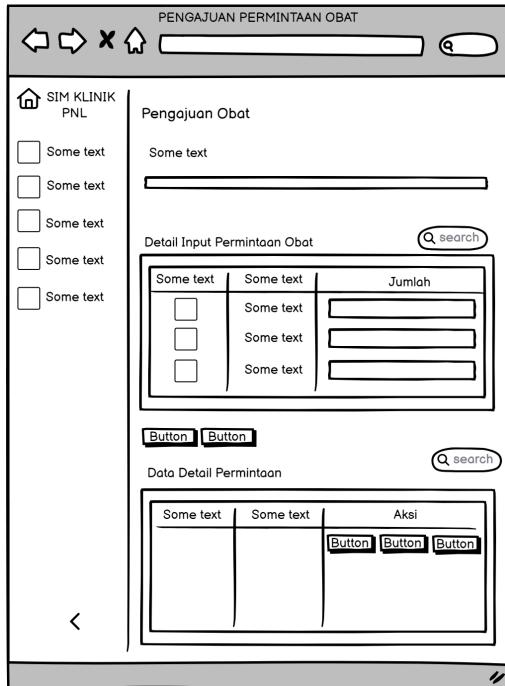 PENGAJUAN PERMINTAAN OBAT
SIM KLINIK
PNL
Some text
Some text
Some text
Some text
Some text
Pengajuan Obat
Some text
Detail Input Permintaan Obat
search
Some text Some text Jumlah
Some text
Some text
Some text
Button Button
search
Data Detail Permintaan
Some text Some text Aksi
Button Button Button